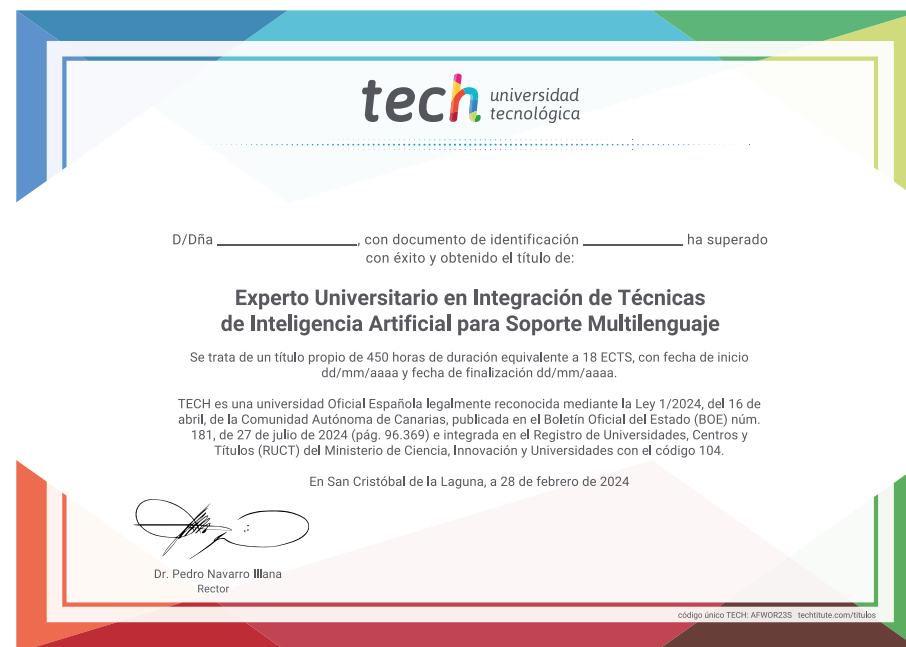 tech universidad
tecnológica
D/Dña ________________, con documento de identificación ____________ ha superado
con éxito y obtenido el título de:
Experto Universitario en Integración de Técnicas
de Inteligencia Artificial para Soporte Multilenguaje
Se trata de un título propio de 450 horas de duración equivalente a 18 ECTS, con fecha de inicio
dd/mm/aaaa y fecha de finalización dd/mm/aaaa.
TECH es una universidad Oficial Española legalmente reconocida mediante la Ley 1/2024, del 16 de
abril, de la Comunidad Autónoma de Canarias, publicada en el Boletín Oficial del Estado (BOE) núm.
181, de 27 de julio de 2024 (pág. 96.369) e integrada en el Registro de Universidades, Centros y
Títulos (RUCT) del Ministerio de Ciencia, Innovación y Universidades con el código 104.
En San Cristóbal de la Laguna, a 28 de febrero de 2024
Dr. Pedro Navarro Illana
Rector
código único TECH: AFWOR23S techtitute.com/titulos